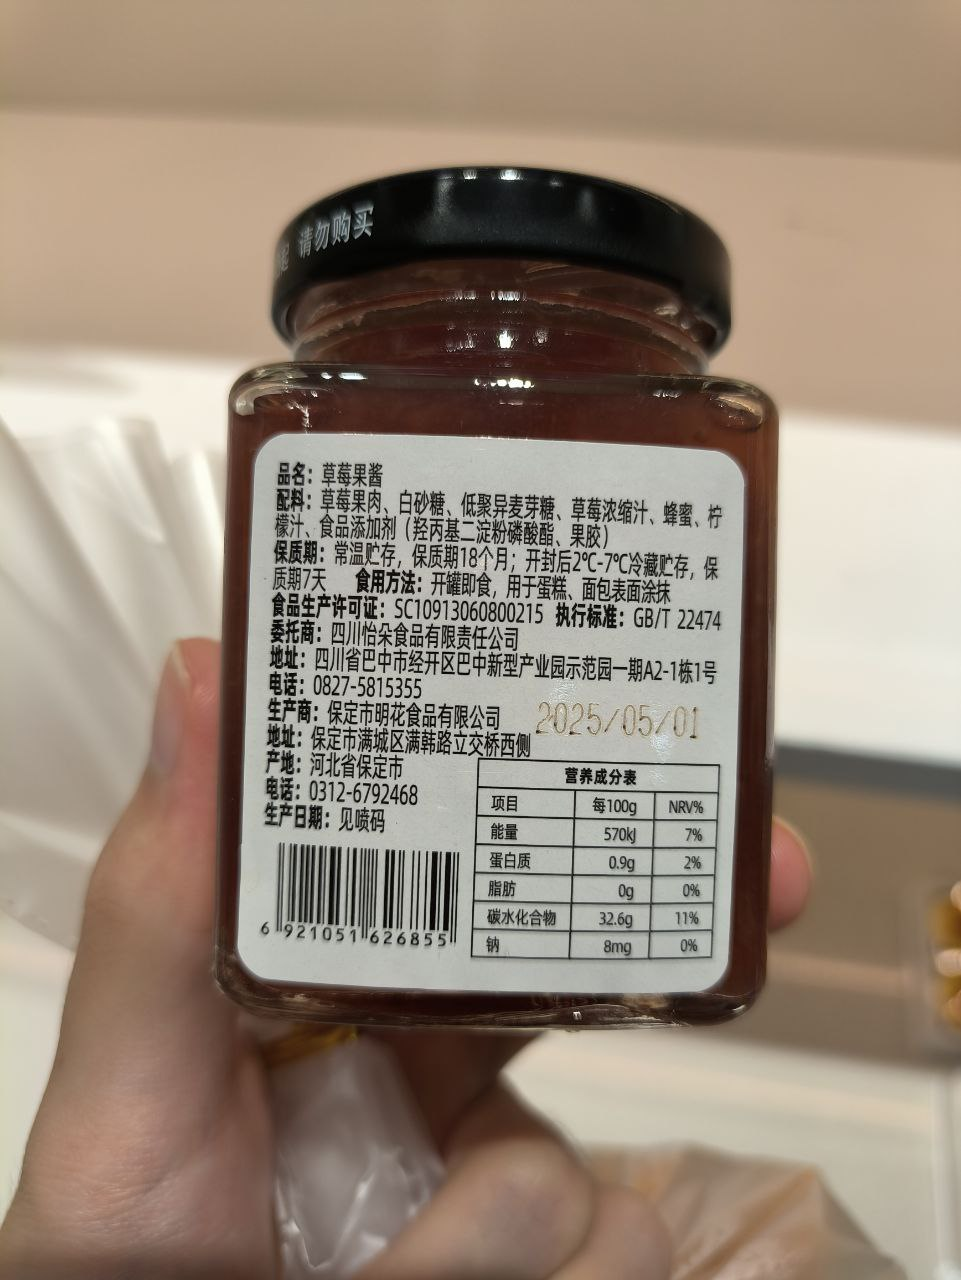 请勿购买
品名：草莓果酱
配料：草莓果肉、白砂糖、低聚异麦芽糖、草莓浓缩汁、蜂蜜、柠
檬汁、食品添加剂（羟丙基二淀粉磷酸酯、果胶）
保质期：常温贮存，保质期18个月；开封后2℃-7℃冷藏贮存，保
质期7天 食用方法：开罐即食，用于蛋糕、面包表面涂抹
食品生产许可证：SC10913060800215 执行标准：GB/T 22474
委托商：四川怡朵食品有限责任公司
地址：四川省巴中市经开区巴中新型产业园示范园一期A2-1栋1号
电话：0827-5815355
生产商：保定市明花食品有限公司
2025/05/01
地址：保定市满城区满韩路立交桥西侧
产地：河北省保定市
电话：0312-6792468
生产日期：见喷码
营养成分表
项目 每100g NRV%
能量 570kJ 7%
蛋白质 0.9g 2%
脂肪 0g 0%
碳水化合物 32.6g 11%
钠 8mg 0%
6 921051 626855